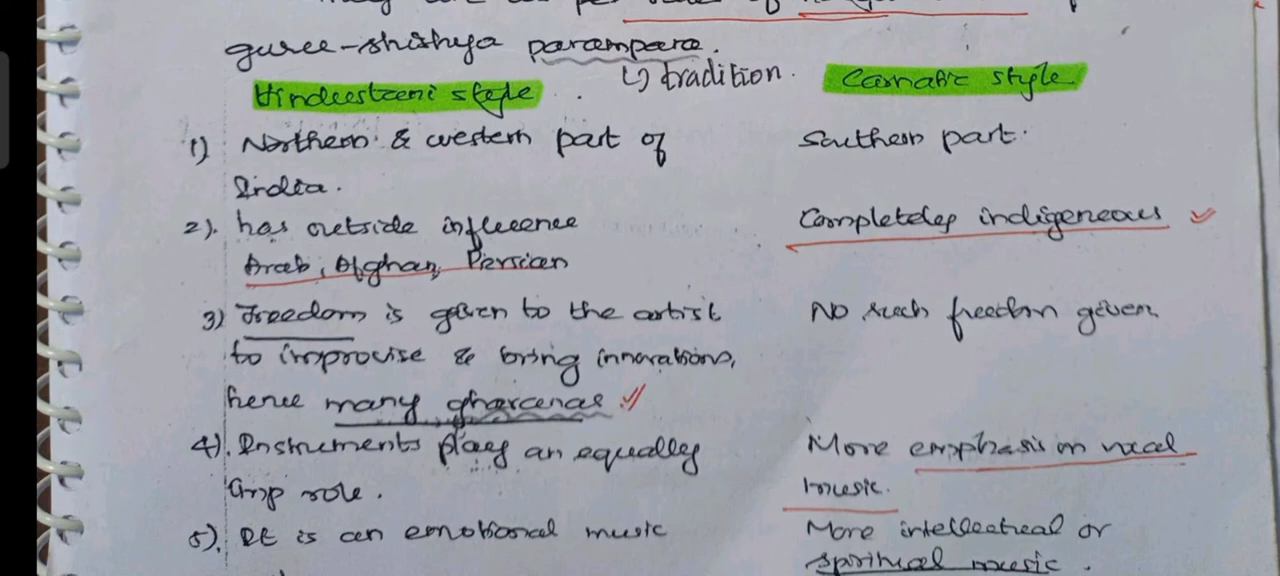 guru-shishya parampara.
↳ tradition.
Hindustani style Carnatic style
1) Northern & western part of Southern part.
India.
2). has outside influence Completely indigeneous
Arab, Afghan, Persian
3) Freedom is given to the artist No such freedom given.
to improvise & bring innovations,
hence many gharanas
4). Instruments play an equally More emphasis on vocal
imp role. music.
5). It is an emotional music More intellectual or
spiritual music.